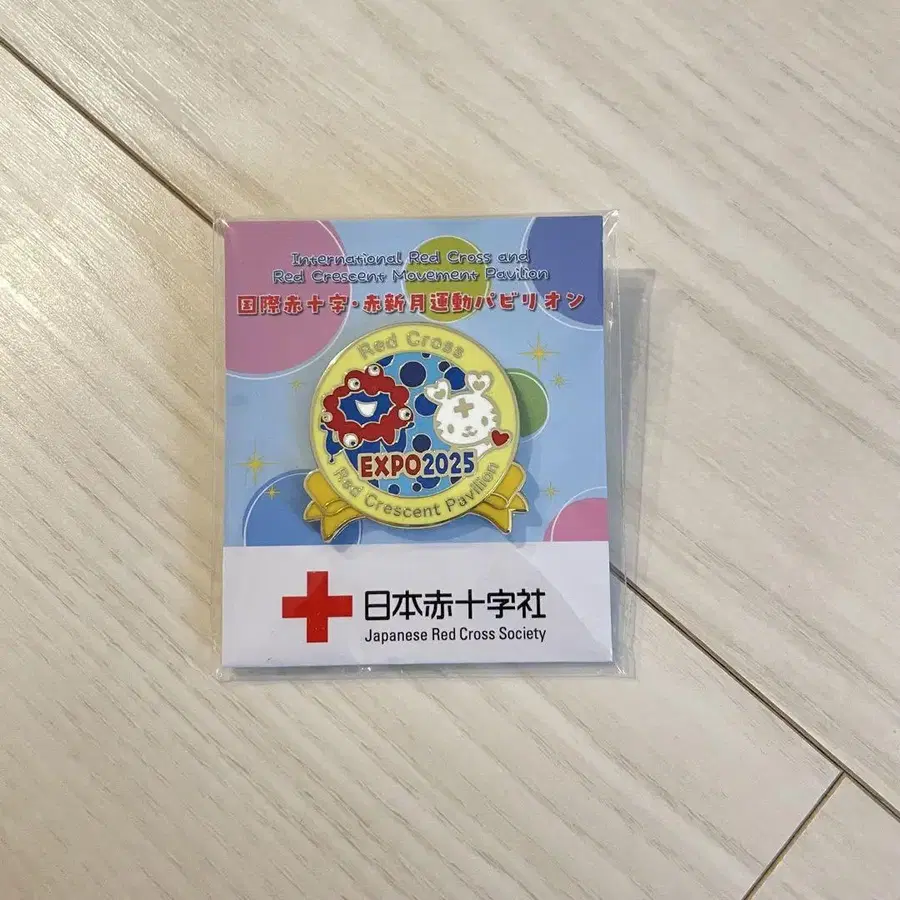 International Red Cross and
Red Crescent Movement Pavilion
国際赤十字・赤新月運動パビリオン
Red Cross
EXPO2025
Red Crescent Pavilion
日本赤十字社
Japanese Red Cross Society